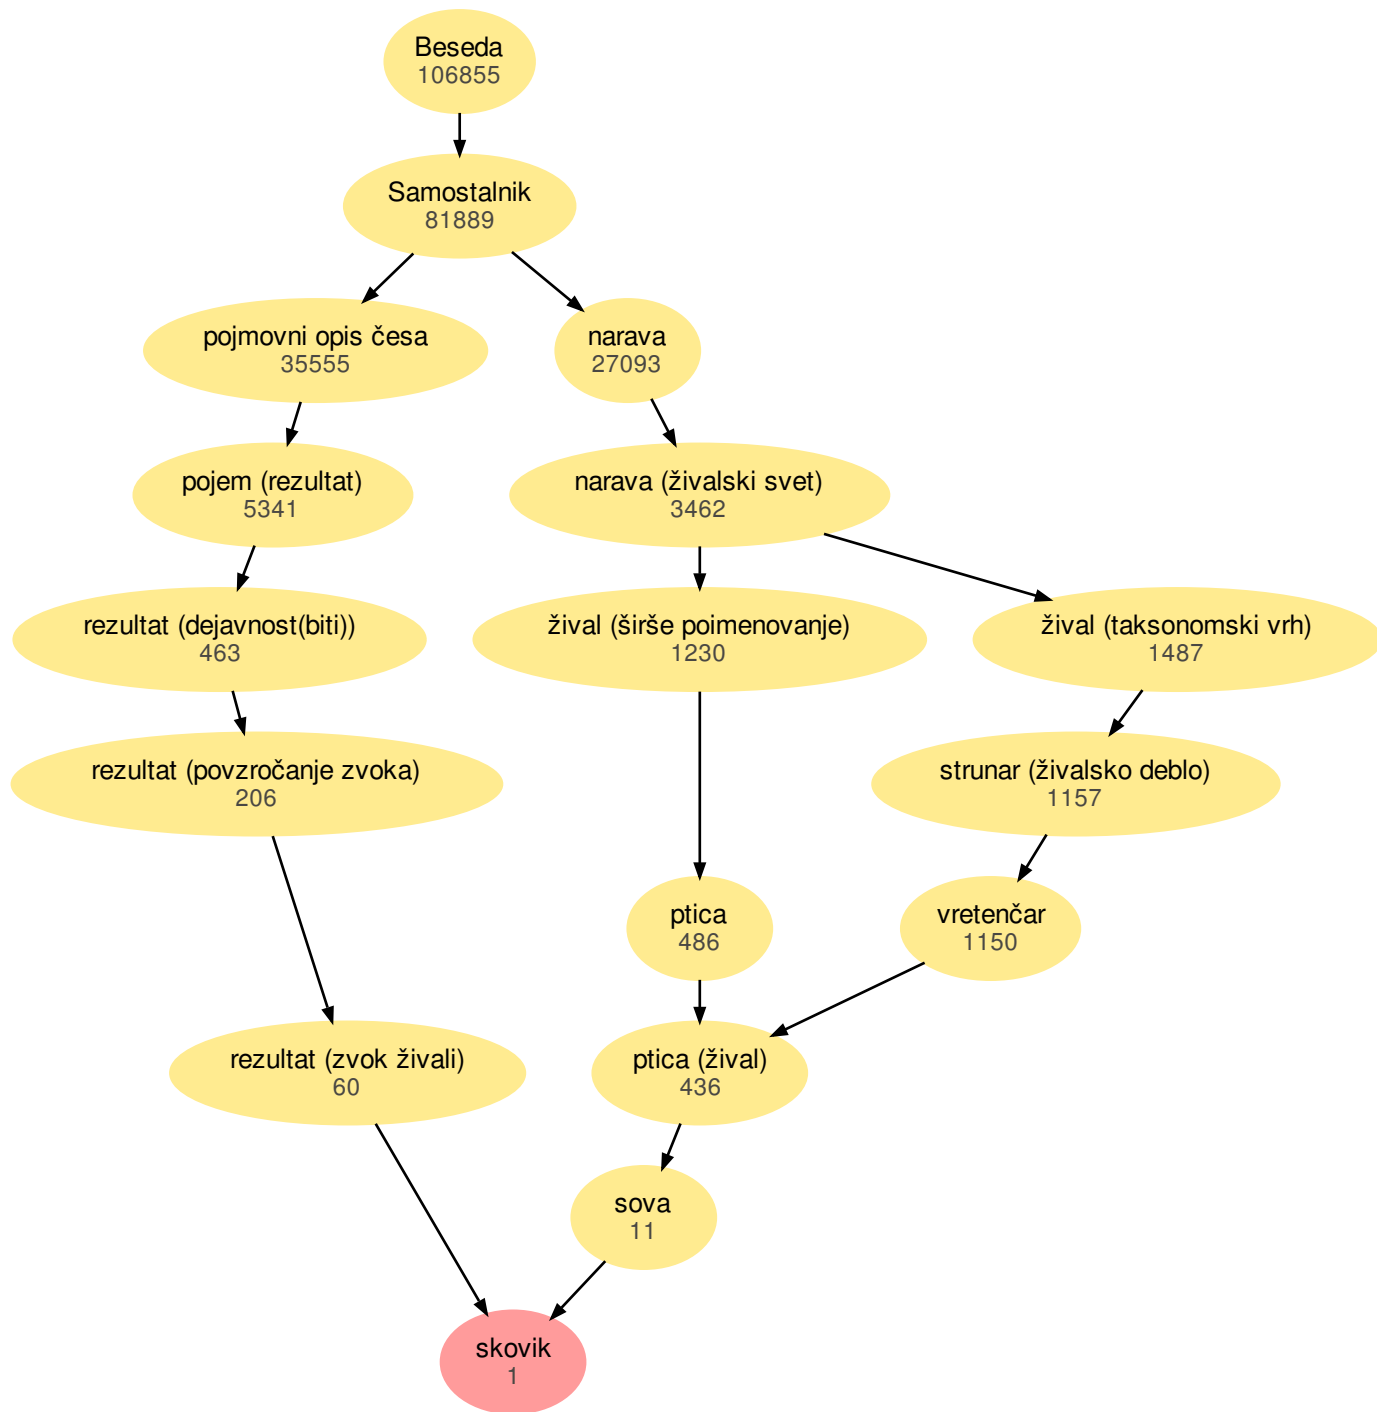 Beseda
106855
Samostalnik
81889
pojmovni opis česa
35555
narava
27093
pojem (rezultat)
5341
narava (živalski svet)
3462
rezultat (dejavnost(biti))
463
žival (širše poimenovanje)
1230
žival (taksonomski vrh)
1487
rezultat (povzročanje zvoka)
206
strunar (živalsko deblo)
1157
ptica
486
vretenčar
1150
rezultat (zvok živali)
60
ptica (žival)
436
sova
11
skovik
1